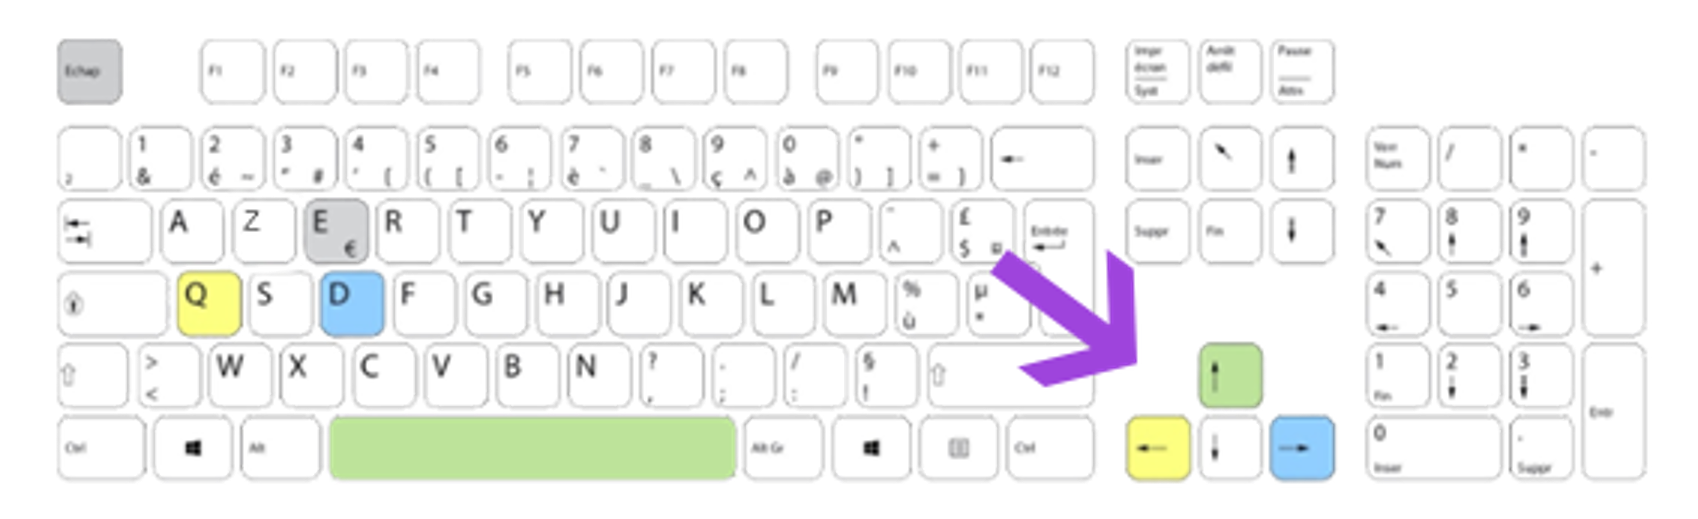 Echap F1 F2 F3 F4 F5 F6 F7 F8 F9 F10 F11 F12 Impr écran Syst Arrêt défil Pause Attn
1 2 3 4 5 6 7 8 9 0 ° + Inser Verr Num / * -
² & é ~ " # ' { ( [ - ¦ è ` _ \ ç ^ à @ ) ] = } ←
A Z E R T Y U I O P ¨ £ Entrée Suppr Fin 7 8 9 +
€ ^ $ ¤
Q S D F G H J K L M % µ 4 5 6
ù *
> W X C V B N ? . / § 1 2 3 Entr
< , ; : ! Fin
Ctrl Alt Alt Gr Ctrl 0 .
Inser Suppr